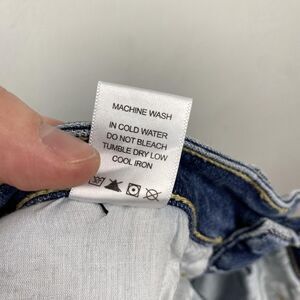 MACHINE WASH
IN COLD WATER
DO NOT BLEACH
TUMBLE DRY LOW
COOL IRON